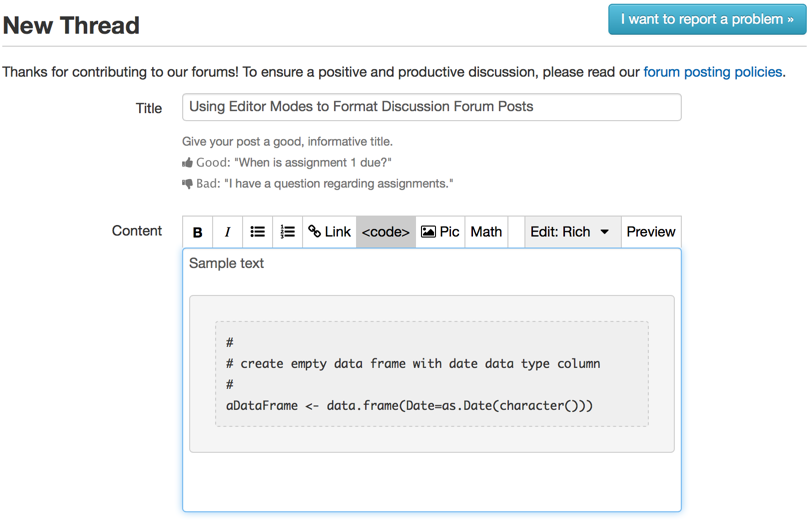 New Thread
I want to report a problem »
Thanks for contributing to our forums! To ensure a positive and productive discussion, please read our forum posting policies.
Title
Using Editor Modes to Format Discussion Forum Posts
Give your post a good, informative title.
Good: "When is assignment 1 due?"
Bad: "I have a question regarding assignments."
Content
B I Link <code> Pic Math Edit: Rich Preview
Sample text
#
# create empty data frame with date data type column
#
aDataFrame <- data.frame(Date=as.Date(character()))